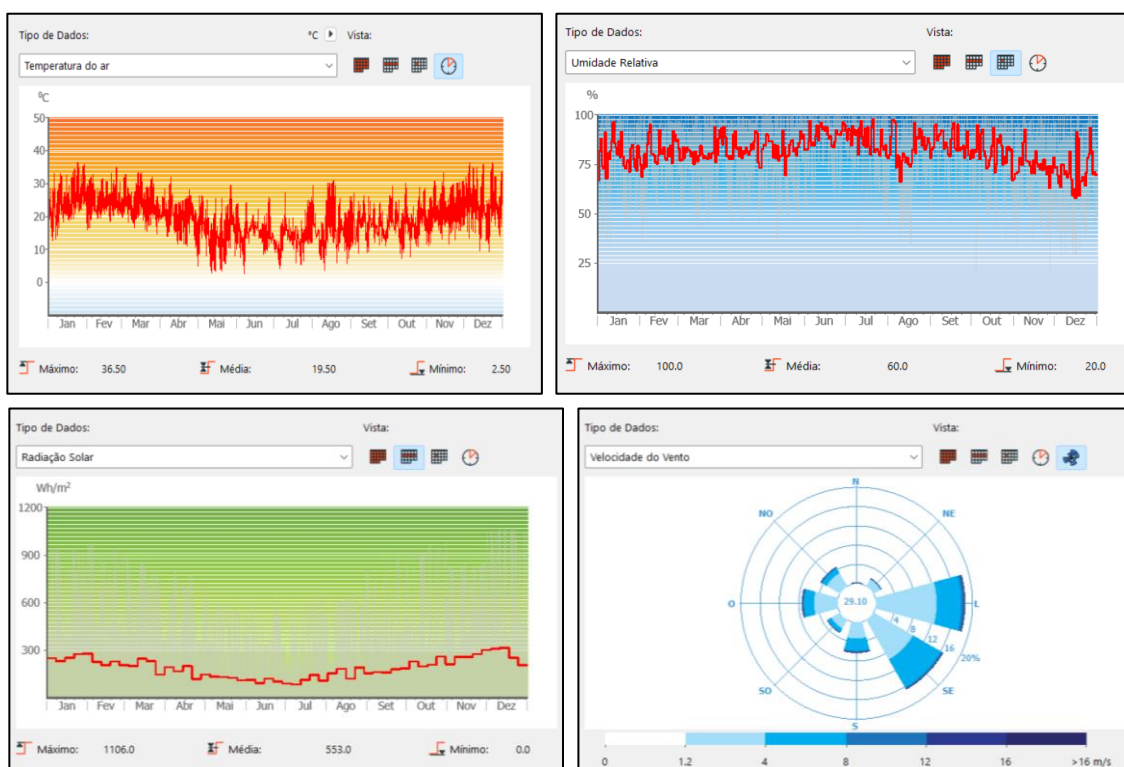 Tipo de Dados: °C Vista:
Temperatura do ar
°C
50
40
30
20
10
0
Jan Fev Mar Abr Mai Jun Jul Ago Set Out Nov Dez
Máximo: 36.50 Média: 19.50 Mínimo: 2.50
Tipo de Dados: Vista:
Umidade Relativa
%
100
75
50
25
Jan Fev Mar Abr Mai Jun Jul Ago Set Out Nov Dez
Máximo: 100.0 Média: 60.0 Mínimo: 20.0
Tipo de Dados: Vista:
Radiação Solar
Wh/m²
1200
900
600
300
Jan Fev Mar Abr Mai Jun Jul Ago Set Out Nov Dez
Máximo: 1106.0 Média: 553.0 Mínimo: 0.0
Tipo de Dados: Vista:
Velocidade do Vento
N
NO NE
O 29.10 L
4 8 12 16 20%
SO SE
S
0 1.2 4 8 12 16 >16 m/s